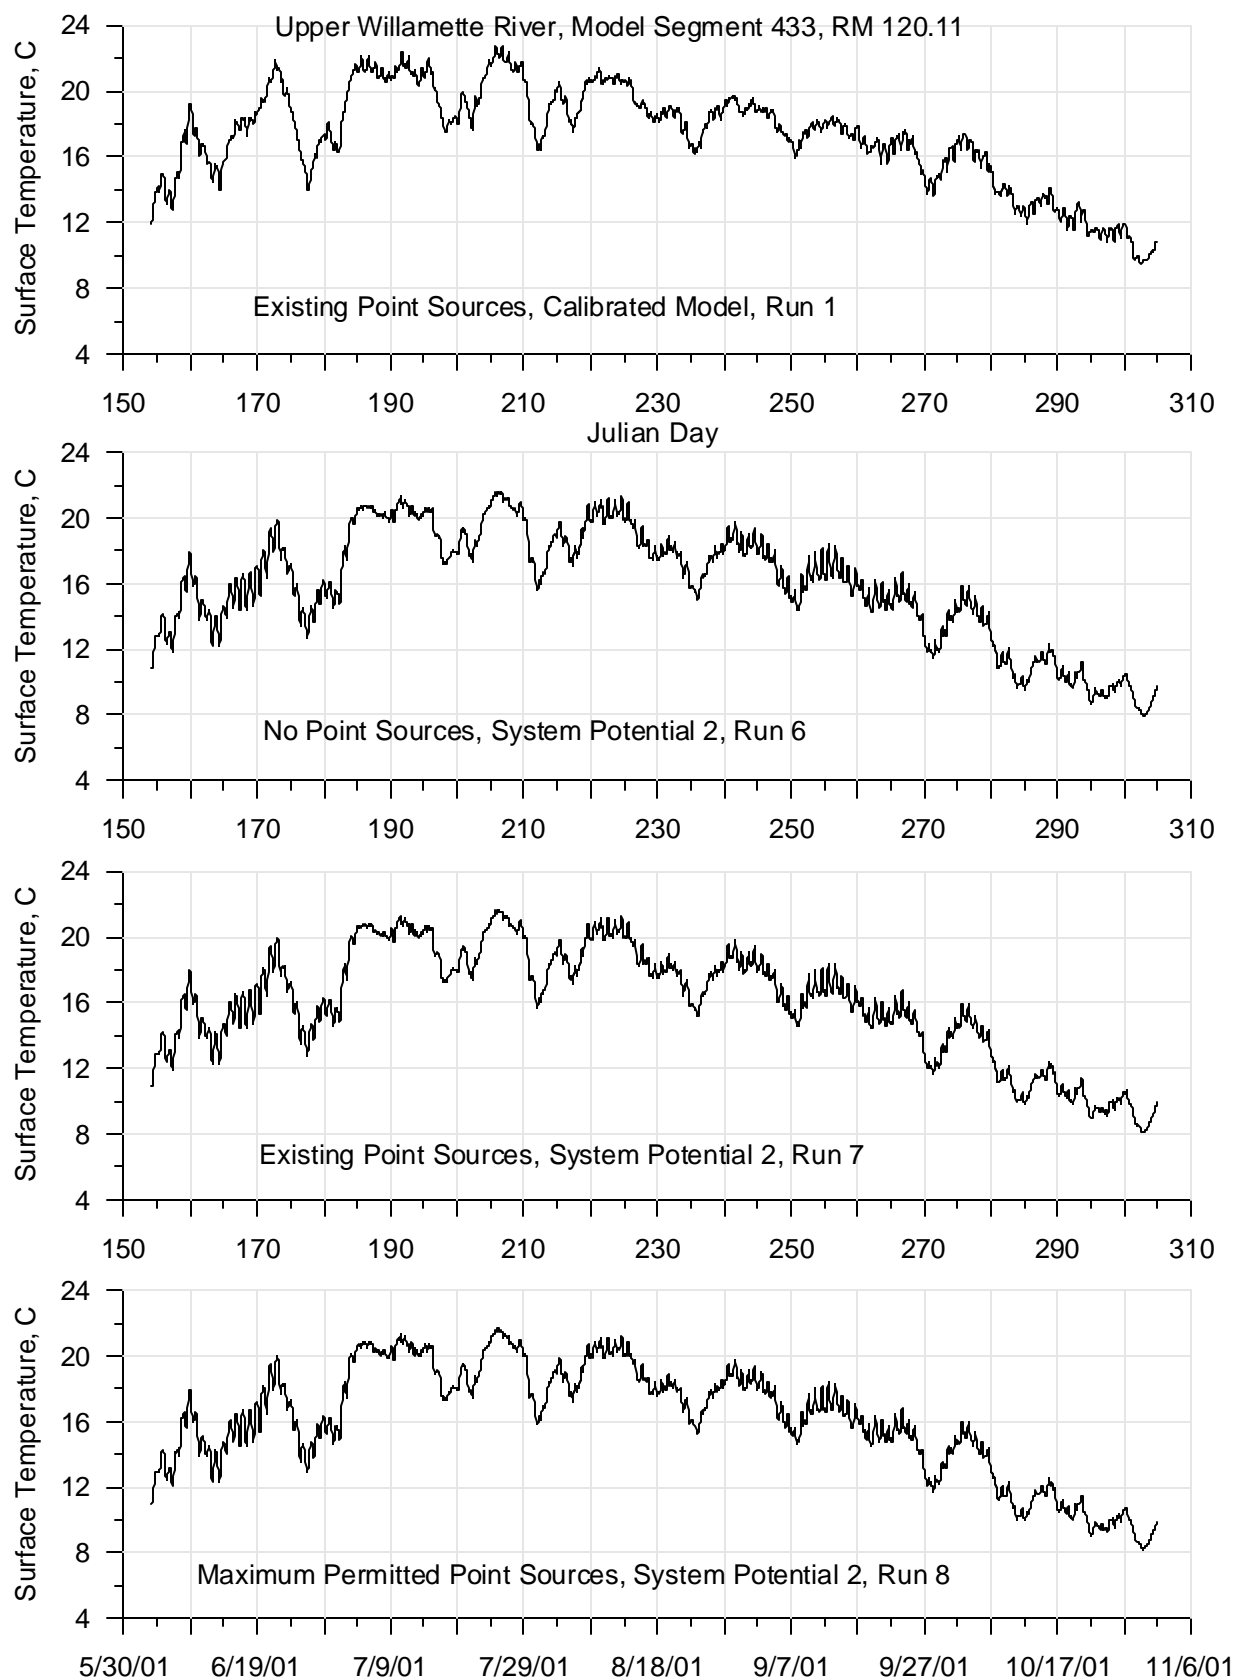 Upper Willamette River, Model Segment 433, RM 120.11
24
20
16
12
8
4
Surface Temperature, C
Existing Point Sources, Calibrated Model, Run 1
150 170 190 210 230 250 270 290 310
Julian Day
24
20
16
12
8
4
Surface Temperature, C
No Point Sources, System Potential 2, Run 6
150 170 190 210 230 250 270 290 310
24
20
16
12
8
4
Surface Temperature, C
Existing Point Sources, System Potential 2, Run 7
150 170 190 210 230 250 270 290 310
24
20
16
12
8
4
Surface Temperature, C
Maximum Permitted Point Sources, System Potential 2, Run 8
5/30/01 6/19/01 7/9/01 7/29/01 8/18/01 9/7/01 9/27/01 10/17/01 11/6/01